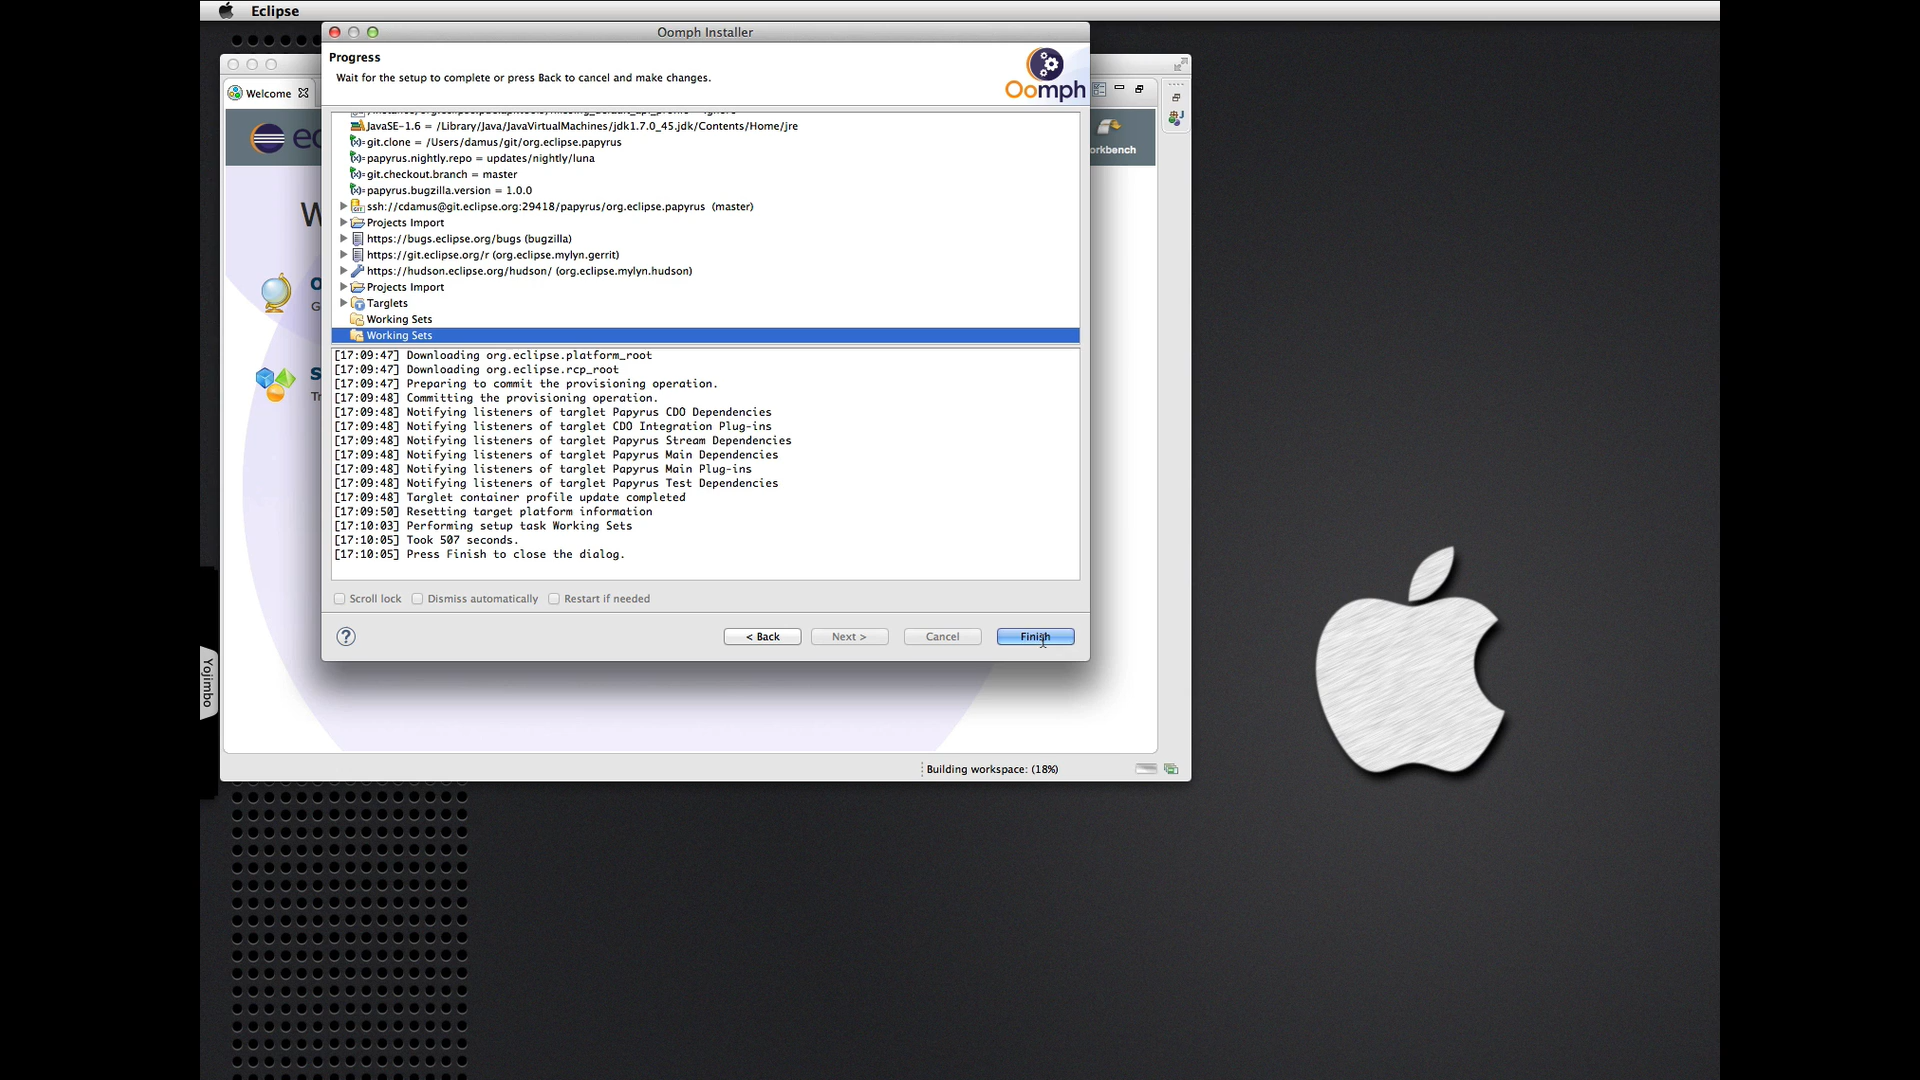 Eclipse
Oomph Installer
Progress
Wait for the setup to complete or press Back to cancel and make changes.
Oomph
Welcome
JavaSE-1.6 = /Library/Java/JavaVirtualMachines/jdk1.7.0_45.jdk/Contents/Home/jre
git.clone = /Users/damus/git/org.eclipse.papyrus
orkbench
papyrus.nightly.repo = updates/nightly/luna
git.checkout.branch = master
papyrus.bugzilla.version = 1.0.0
ssh://cdamus@git.eclipse.org:29418/papyrus/org.eclipse.papyrus (master)
Projects Import
https://bugs.eclipse.org/bugs (bugzilla)
https://git.eclipse.org/r (org.eclipse.mylyn.gerrit)
https://hudson.eclipse.org/hudson/ (org.eclipse.mylyn.hudson)
Projects Import
Targlets
Working Sets
Working Sets
[17:09:47] Downloading org.eclipse.platform_root
[17:09:47] Downloading org.eclipse.rcp_root
[17:09:47] Preparing to commit the provisioning operation.
[17:09:48] Committing the provisioning operation.
[17:09:48] Notifying listeners of targlet Papyrus CDO Dependencies
[17:09:48] Notifying listeners of targlet CDO Integration Plug-ins
[17:09:48] Notifying listeners of targlet Papyrus Stream Dependencies
[17:09:48] Notifying listeners of targlet Papyrus Main Dependencies
[17:09:48] Notifying listeners of targlet Papyrus Main Plug-ins
[17:09:48] Notifying listeners of targlet Papyrus Test Dependencies
[17:09:48] Targlet container profile update completed
[17:09:50] Resetting target platform information
[17:10:03] Performing setup task Working Sets
[17:10:05] Took 507 seconds.
[17:10:05] Press Finish to close the dialog.
Scroll lock Dismiss automatically Restart if needed
? < Back Next > Cancel Finish
Yojimbo
Building workspace: (18%)